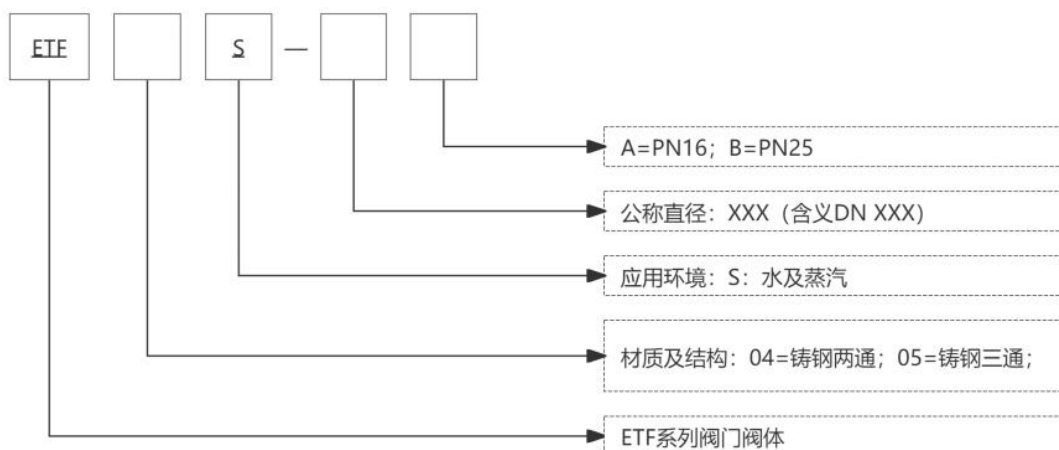 ETF S —
A=PN16；B=PN25
公称直径：XXX（含义DN XXX）
应用环境：S：水及蒸汽
材质及结构：04=铸钢两通；05=铸钢三通；
ETF系列阀门阀体